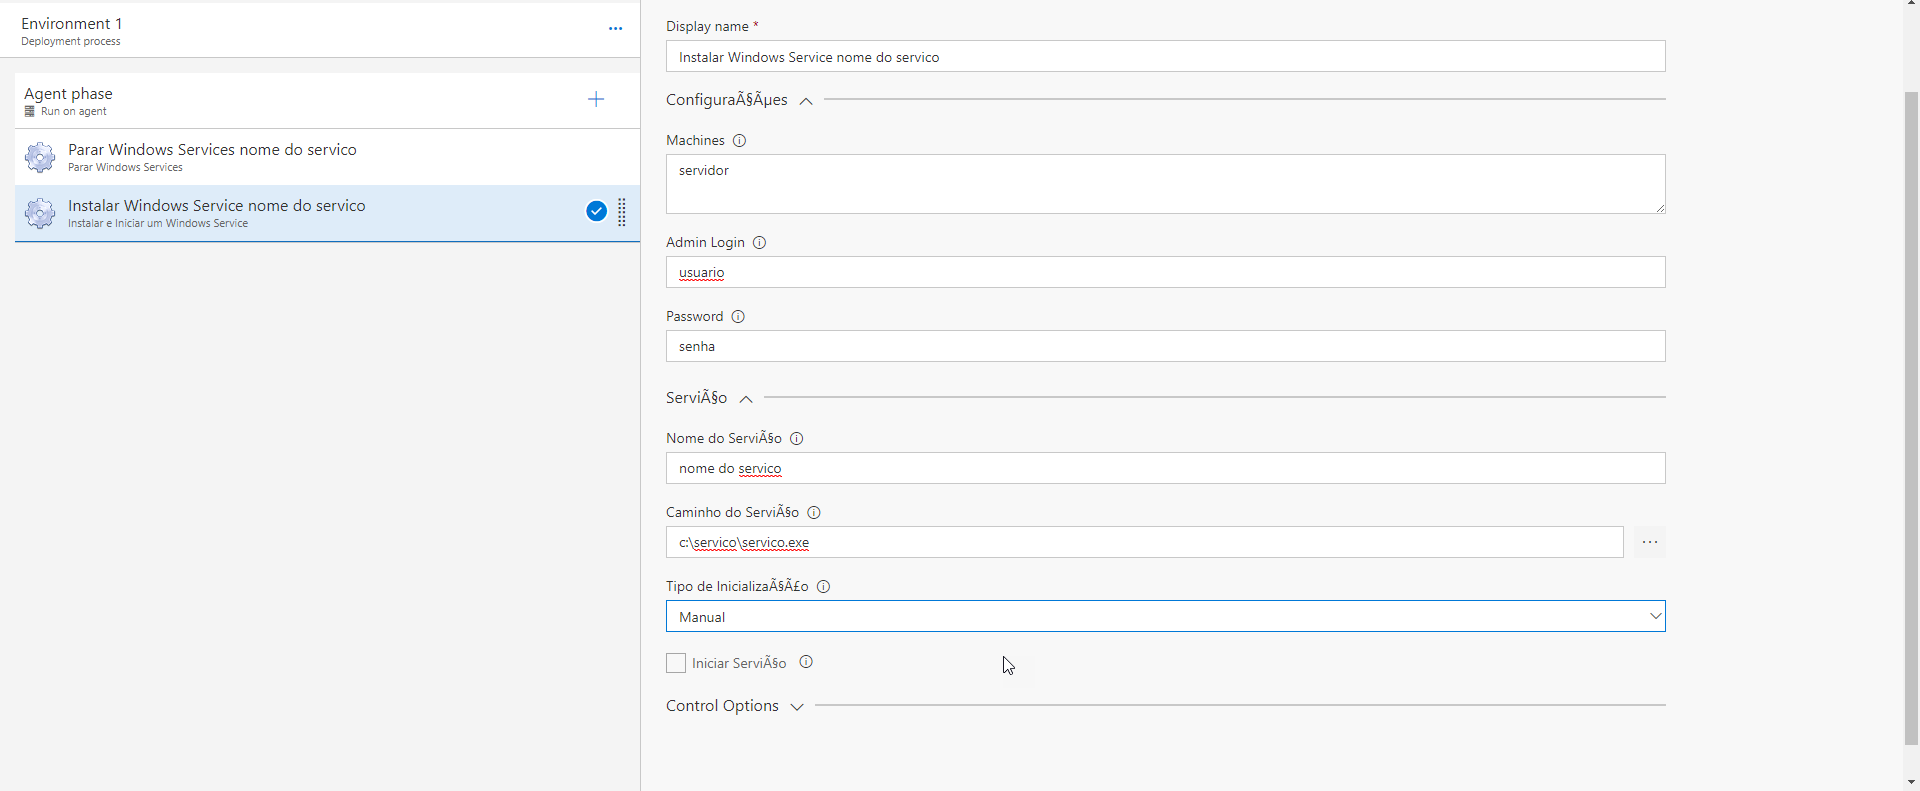 Environment 1
Deployment process
...
Agent phase
Run on agent
Parar Windows Services nome do servico
Parar Windows Services
Instalar Windows Service nome do servico
Instalar e Iniciar um Windows Service
Display name *
Instalar Windows Service nome do servico
ConfiguraÃ§Ãµes
Machines
servidor
Admin Login
usuario
Password
senha
ServiÃ§o
Nome do ServiÃ§o
nome do servico
Caminho do ServiÃ§o
c:\servico\servico.exe
...
Tipo de InicializaÃ§Ã£o
Manual
Iniciar ServiÃ§o
Control Options